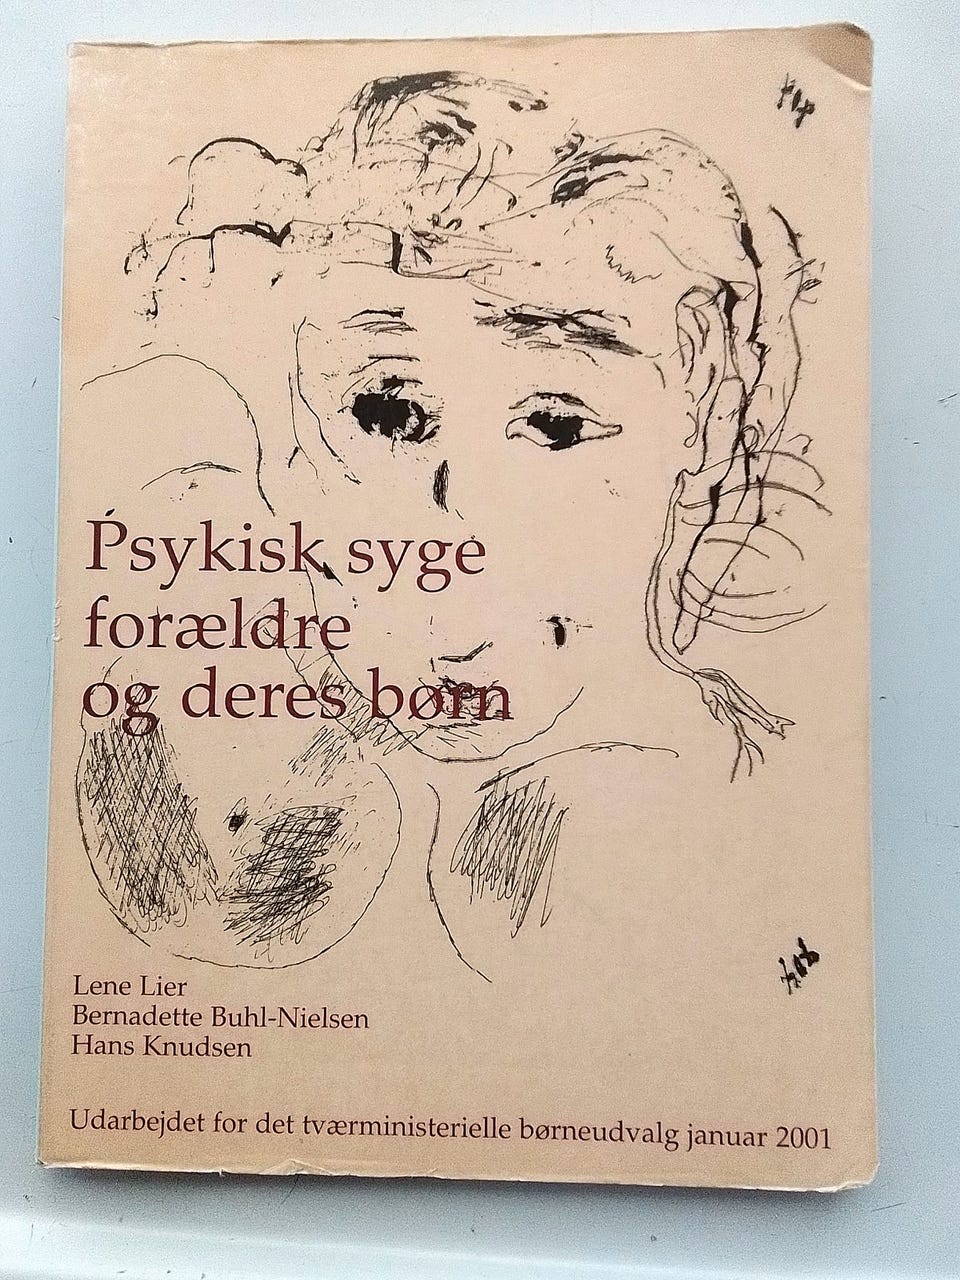 Psykisk syge
forældre
og deres børn
Lene Lier
Bernadette Buhl-Nielsen
Hans Knudsen
Udarbejdet for det tværministerielle børneudvalg januar 2001